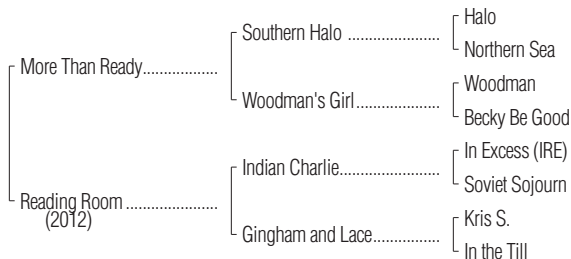 Halo
Southern Halo
Northern Sea
More Than Ready
Woodman
Woodman's Girl
Becky Be Good
In Excess (IRE)
Indian Charlie
Soviet Sojourn
Reading Room
(2012)
Kris S.
Gingham and Lace
In the Till